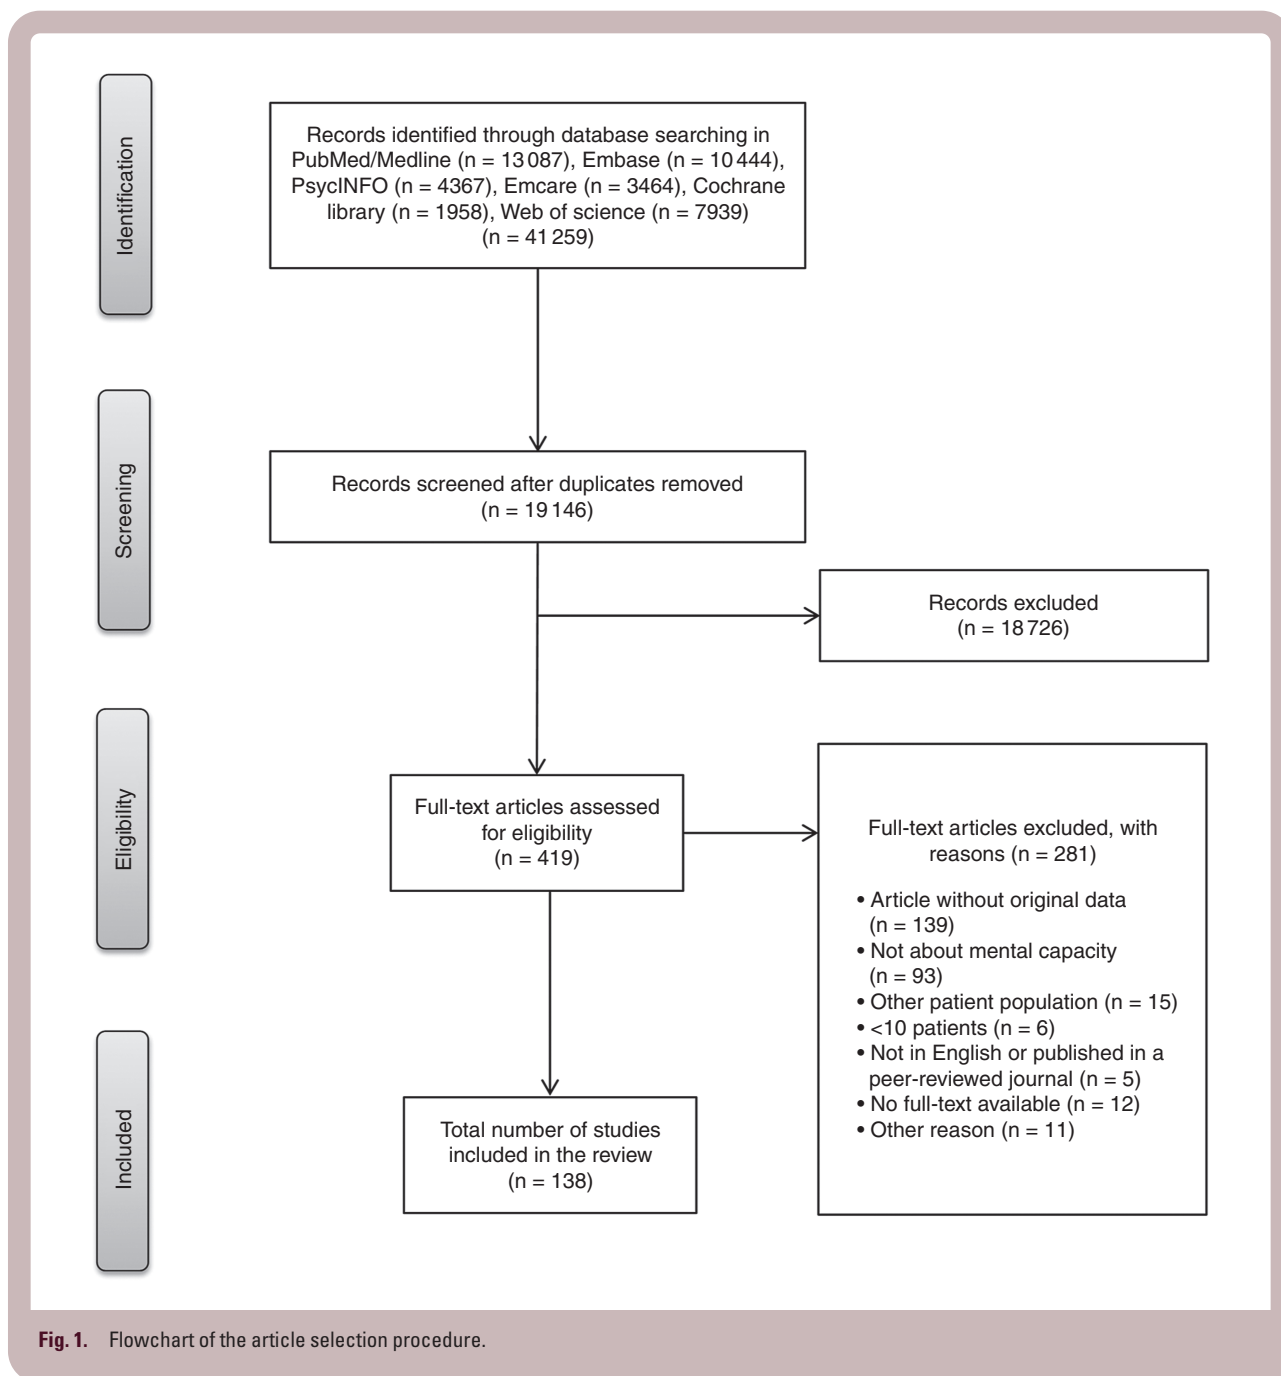 Identification
Records identified through database searching in
PubMed/Medline (n = 13 087), Embase (n = 10 444),
PsycINFO (n = 4367), Emcare (n = 3464), Cochrane
library (n = 1958), Web of science (n = 7939)
(n = 41 259)
Screening
Records screened after duplicates removed
(n = 19 146)
Records excluded
(n = 18 726)
Eligibility
Full-text articles assessed
for eligibility
(n = 419)
Full-text articles excluded, with
reasons (n = 281)
• Article without original data
(n = 139)
• Not about mental capacity
(n = 93)
• Other patient population (n = 15)
• <10 patients (n = 6)
• Not in English or published in a
peer-reviewed journal (n = 5)
• No full-text available (n = 12)
• Other reason (n = 11)
Included
Total number of studies
included in the review
(n = 138)
Fig. 1. Flowchart of the article selection procedure.